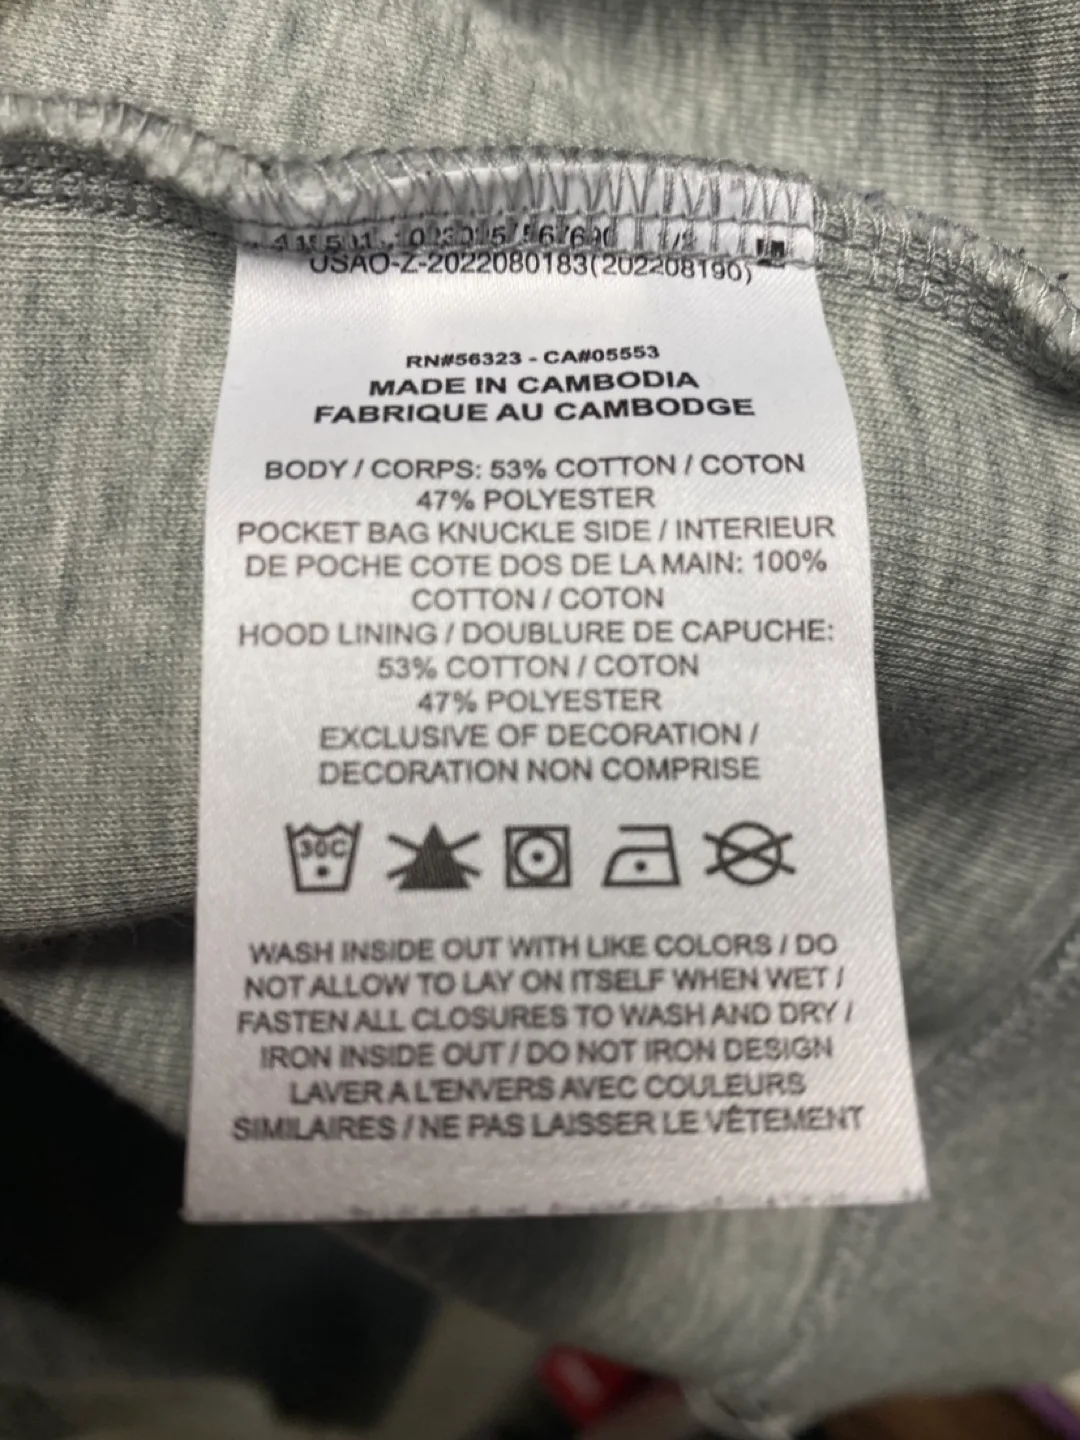 USAO-Z-2022080183(202208190)
RN#56323 - CA#05553
MADE IN CAMBODIA
FABRIQUE AU CAMBODGE
BODY / CORPS: 53% COTTON / COTON
47% POLYESTER
POCKET BAG KNUCKLE SIDE / INTERIEUR
DE POCHE COTE DOS DE LA MAIN: 100%
COTTON / COTON
HOOD LINING / DOUBLURE DE CAPUCHE:
53% COTTON / COTON
47% POLYESTER
EXCLUSIVE OF DECORATION /
DECORATION NON COMPRISE
30C
WASH INSIDE OUT WITH LIKE COLORS / DO
NOT ALLOW TO LAY ON ITSELF WHEN WET /
FASTEN ALL CLOSURES TO WASH AND DRY /
IRON INSIDE OUT / DO NOT IRON DESIGN
LAVER A L'ENVERS AVEC COULEURS
SIMILAIRES / NE PAS LAISSER LE VÊTEMENT